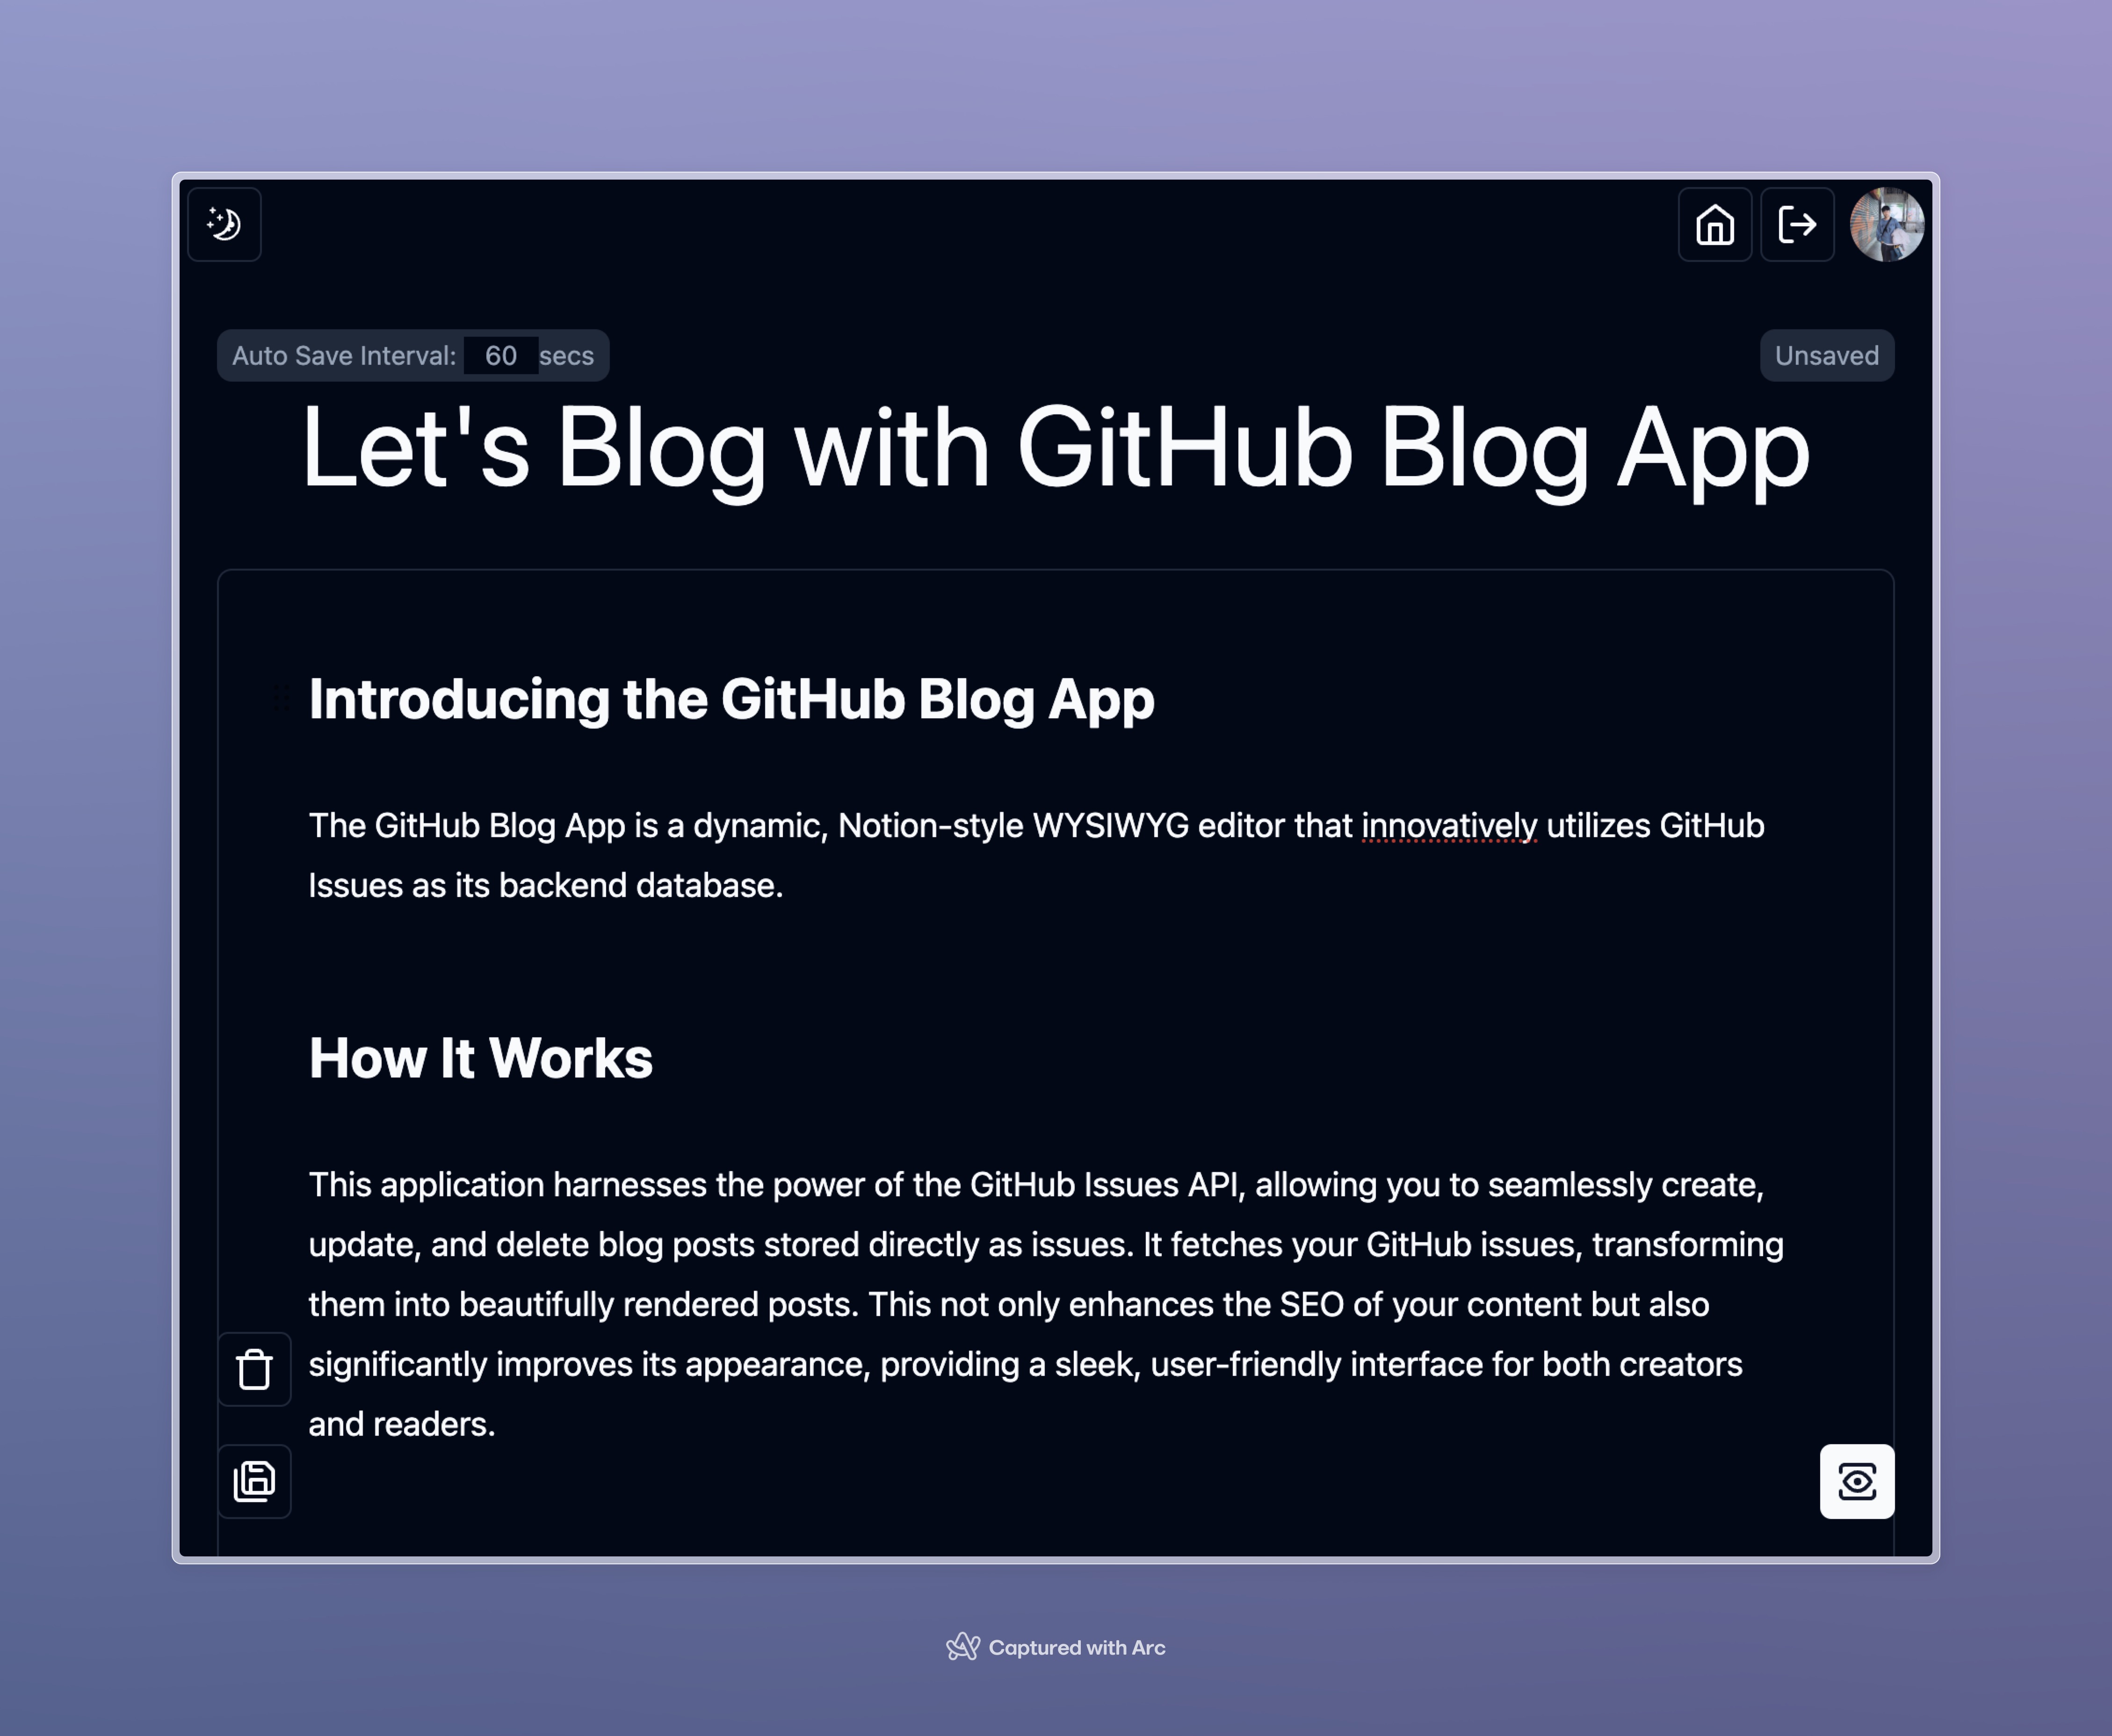 Auto Save Interval: 60 secs
Unsaved
Let's Blog with GitHub Blog App
Introducing the GitHub Blog App
The GitHub Blog App is a dynamic, Notion-style WYSIWYG editor that innovatively utilizes GitHub
Issues as its backend database.
How It Works
This application harnesses the power of the GitHub Issues API, allowing you to seamlessly create,
update, and delete blog posts stored directly as issues. It fetches your GitHub issues, transforming
them into beautifully rendered posts. This not only enhances the SEO of your content but also
significantly improves its appearance, providing a sleek, user-friendly interface for both creators
and readers.
Captured with Arc